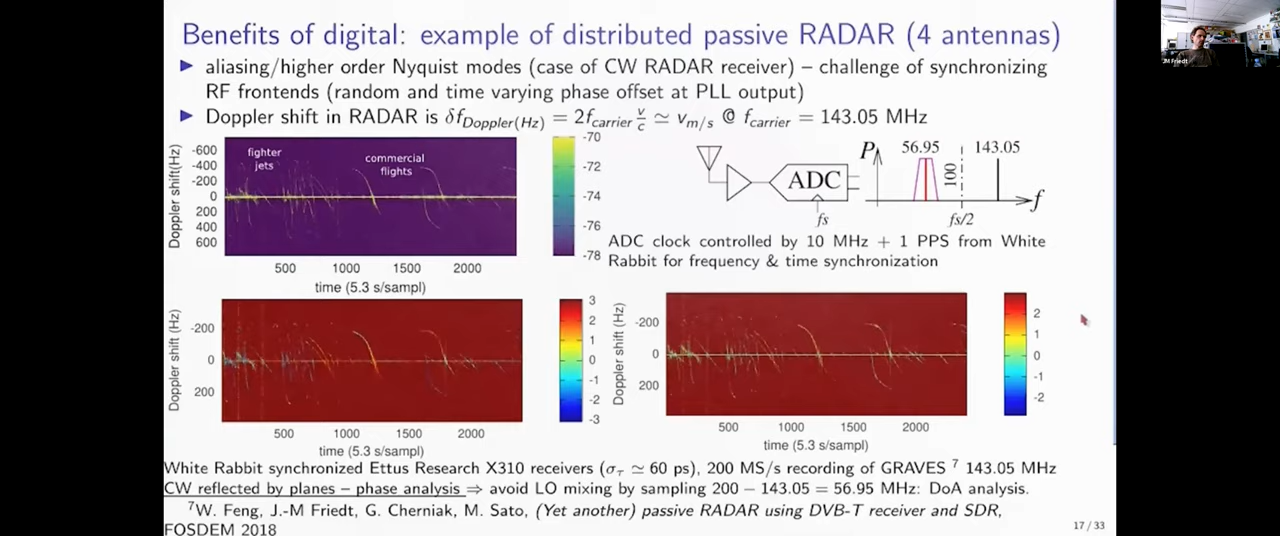 Benefits of digital: example of distributed passive RADAR (4 antennas)
JM Friedt
▶ aliasing/higher order Nyquist modes (case of CW RADAR receiver) – challenge of synchronizing
RF frontends (random and time varying phase offset at PLL output)
▶ Doppler shift in RADAR is δf_Doppler(Hz) = 2f_carrier v/c ≃ v_m/s @ f_carrier = 143.05 MHz
Doppler shift(Hz)
-600
-400
-200
0
200
400
600
fighter
jets
commercial
flights
500 1000 1500 2000
time (5.3 s/sampl)
-70
-72
-74
-76
-78
ADC
fs
P
56.95
100
143.05
fs/2
f
ADC clock controlled by 10 MHz + 1 PPS from White
Rabbit for frequency & time synchronization
Doppler shift (Hz)
-200
0
200
500 1000 1500 2000
time (5.3 s/sampl)
3
2
1
0
-1
-2
-3
Doppler shift (Hz)
-200
0
200
500 1000 1500 2000
time (5.3 s/sampl)
2
1
0
-1
-2
White Rabbit synchronized Ettus Research X310 receivers (σ_τ ≃ 60 ps), 200 MS/s recording of GRAVES ⁷ 143.05 MHz
CW reflected by planes – phase analysis ⇒ avoid LO mixing by sampling 200 − 143.05 = 56.95 MHz: DoA analysis.
⁷W. Feng, J.-M Friedt, G. Cherniak, M. Sato, (Yet another) passive RADAR using DVB-T receiver and SDR,
FOSDEM 2018
17 / 33